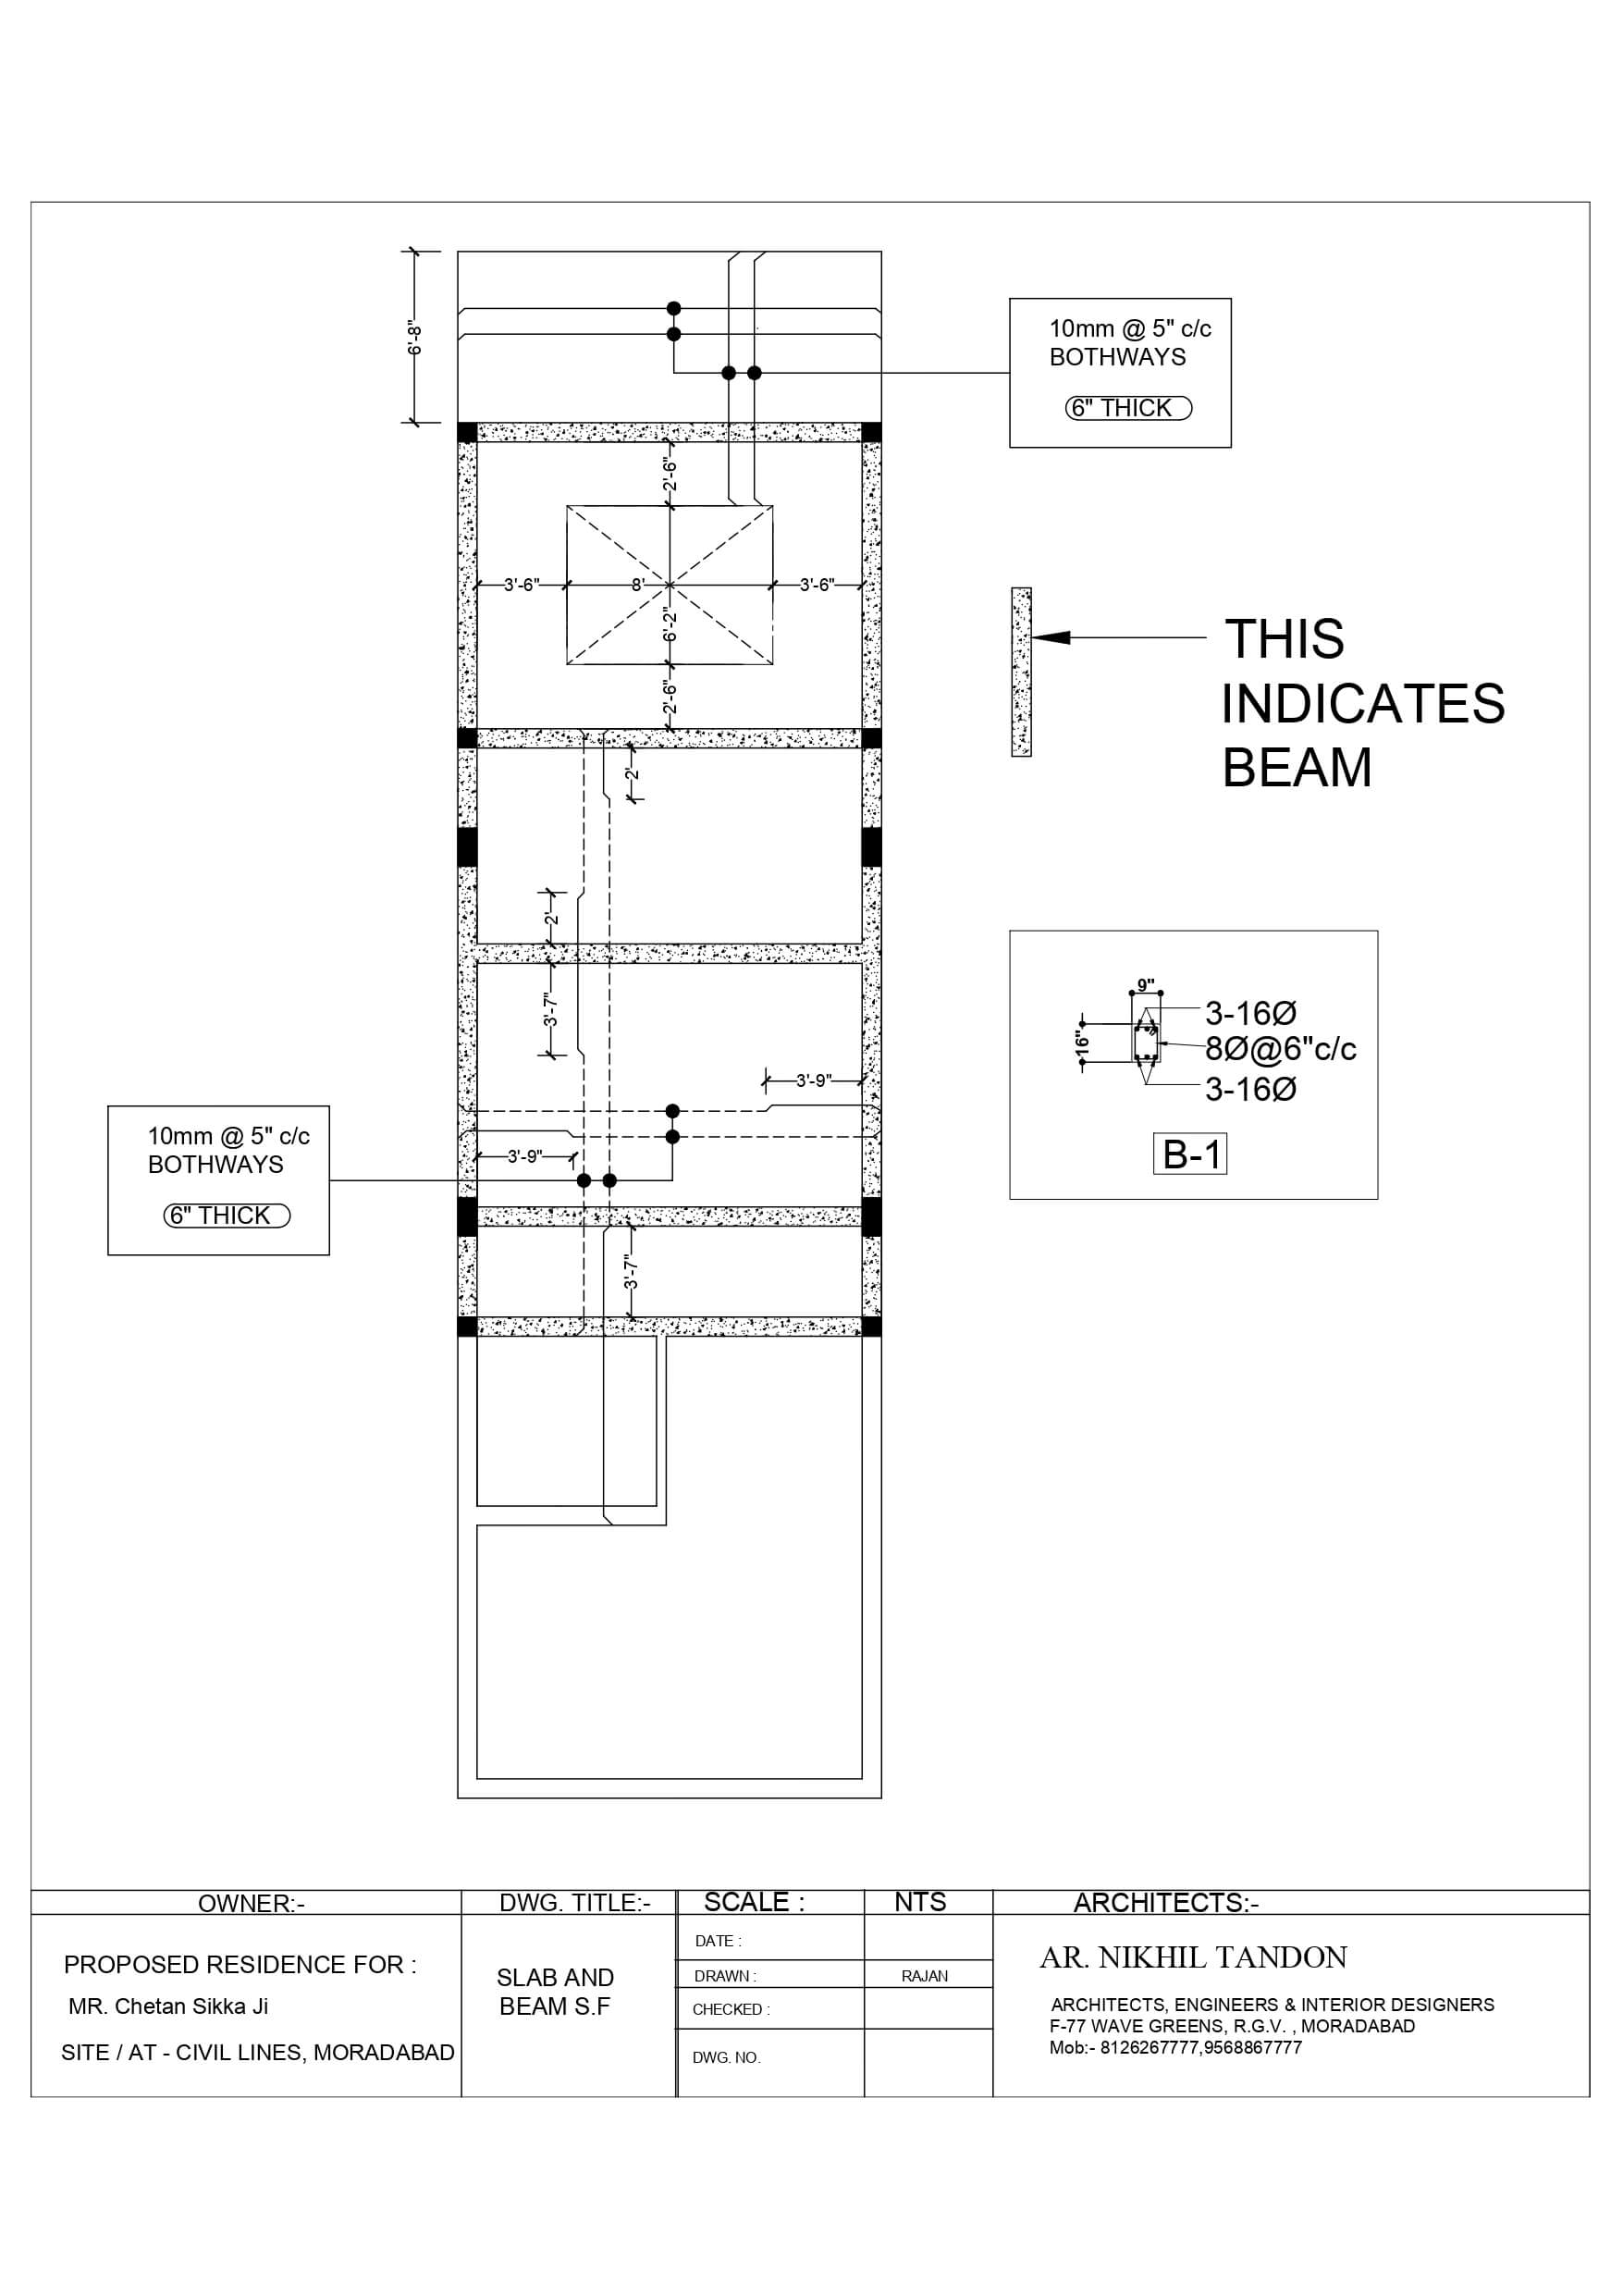 6'-8"
10mm @ 5" c/c
BOTHWAYS
6" THICK
2'-6"
3'-6"
8'
3'-6"
6'-2"
2'-6"
THIS
INDICATES
BEAM
2'
2'
3'-7"
9"
16"
3-16Ø
8Ø@6"c/c
3-16Ø
B-1
3'-9"
10mm @ 5" c/c
BOTHWAYS
6" THICK
3'-9"
3'-7"
OWNER:-
PROPOSED RESIDENCE FOR :
MR. Chetan Sikka Ji
SITE / AT - CIVIL LINES, MORADABAD
DWG. TITLE:-
SLAB AND
BEAM S.F
SCALE : NTS
DATE :
DRAWN : RAJAN
CHECKED :
DWG. NO.
ARCHITECTS:-
AR. NIKHIL TANDON
ARCHITECTS, ENGINEERS & INTERIOR DESIGNERS
F-77 WAVE GREENS, R.G.V. , MORADABAD
Mob:- 8126267777,9568867777